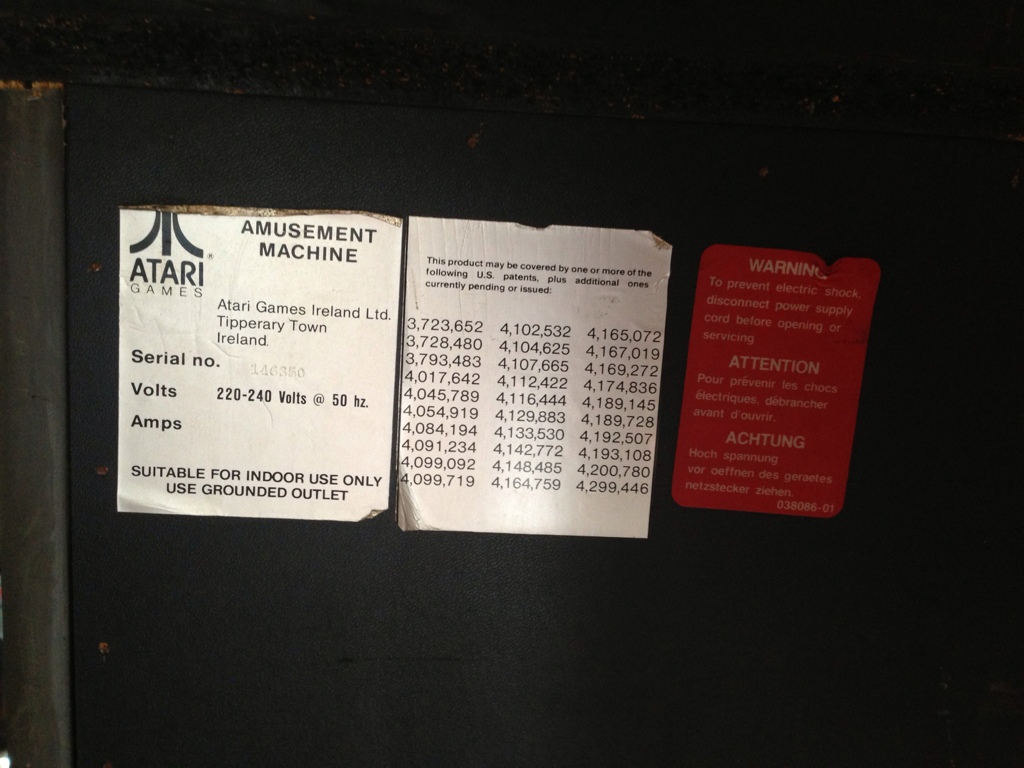 ATARI®
GAMES
AMUSEMENT
MACHINE
Atari Games Ireland Ltd.
Tipperary Town
Ireland.
Serial no. 146350
Volts 220-240 Volts @ 50 hz.
Amps
SUITABLE FOR INDOOR USE ONLY
USE GROUNDED OUTLET
This product may be covered by one or more of the
following U.S. patents, plus additional ones
currently pending or issued:
3,723,652 4,102,532 4,165,072
3,728,480 4,104,625 4,167,019
3,793,483 4,107,665 4,169,272
4,017,642 4,112,422 4,174,836
4,045,789 4,116,444 4,189,145
4,054,919 4,129,883 4,189,728
4,084,194 4,133,530 4,192,507
4,091,234 4,142,772 4,193,108
4,099,092 4,148,485 4,200,780
4,099,719 4,164,759 4,299,446
WARNING
To prevent electric shock,
disconnect power supply
cord before opening or
servicing
ATTENTION
Pour prévenir les chocs
électriques, débrancher
avant d'ouvrir.
ACHTUNG
Hoch spannung
vor oeffnen des geraetes
netzstecker ziehen.
038086-01